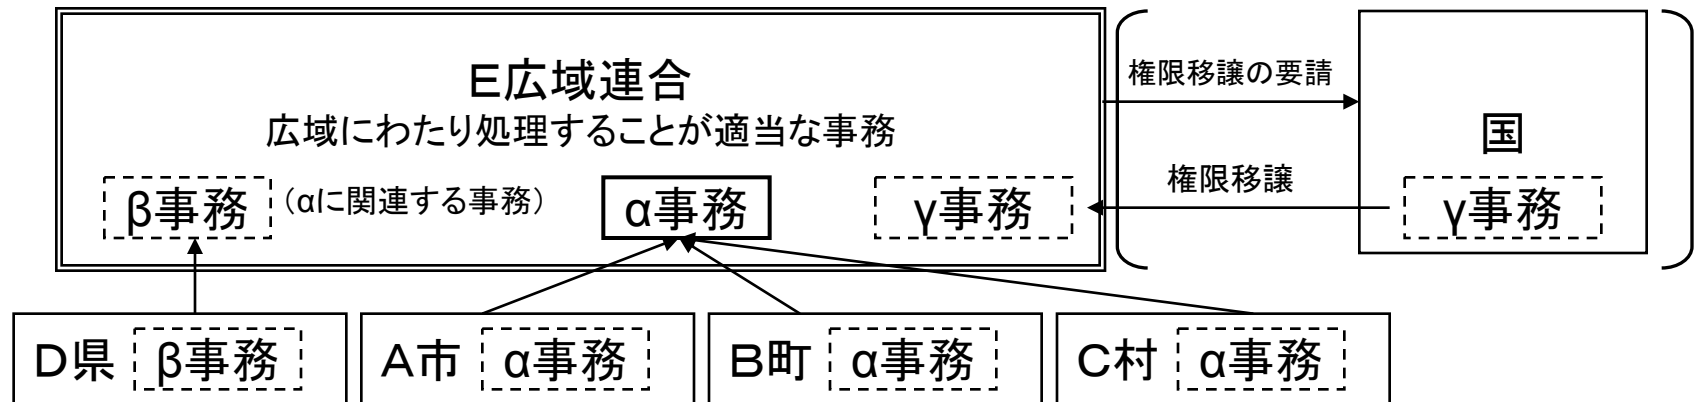 E広域連合
広域にわたり処理することが適当な事務
β事務
(αに関連する事務)
α事務
γ事務
権限移譲の要請
権限移譲
国
γ事務
D県 β事務
A市 α事務
B町 α事務
C村 α事務